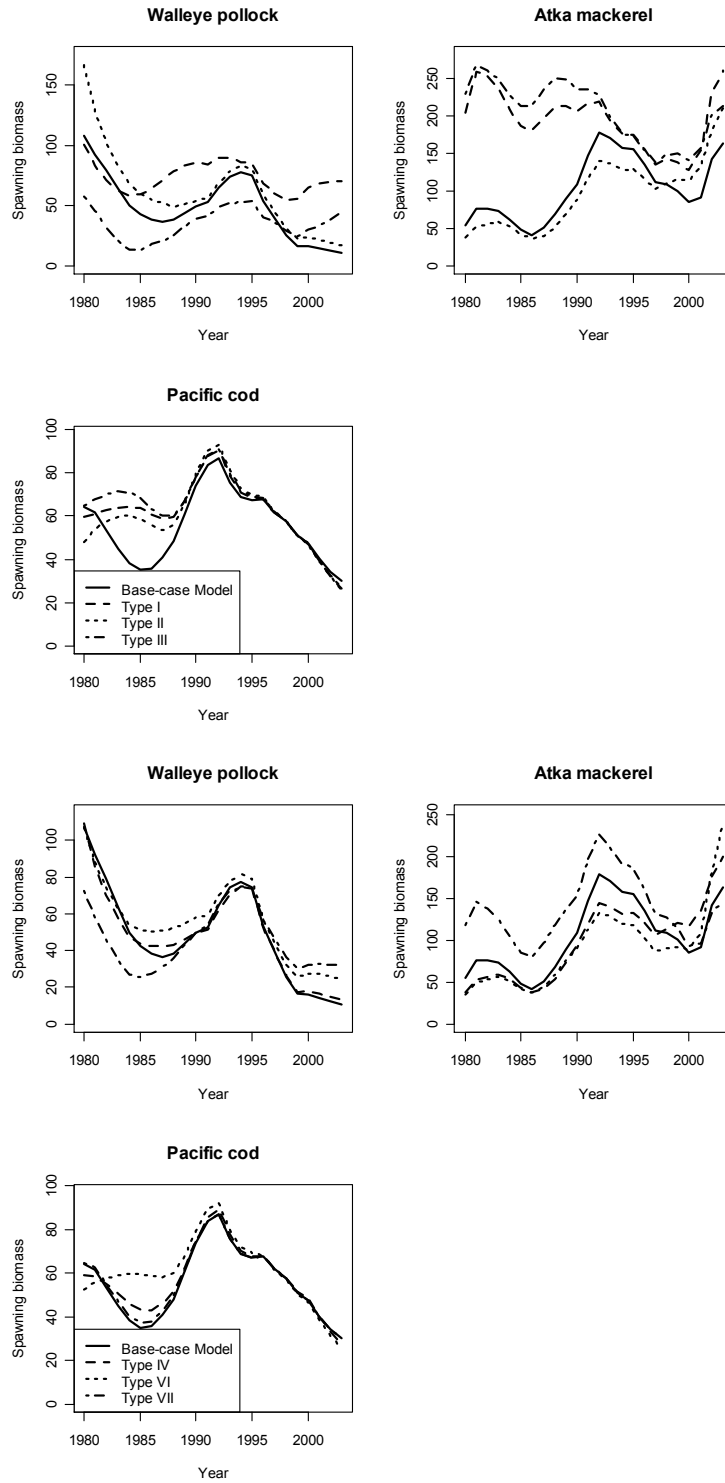 Walleye pollock
Spawning biomass
150
100
50
0
1980 1985 1990 1995 2000
Year
Atka mackerel
Spawning biomass
250
200
150
100
50
0
1980 1985 1990 1995 2000
Year
Pacific cod
Spawning biomass
100
80
60
40
20
0
Base-case Model
Type I
Type II
Type III
1980 1985 1990 1995 2000
Year
Walleye pollock
Spawning biomass
100
80
60
40
20
0
1980 1985 1990 1995 2000
Year
Atka mackerel
Spawning biomass
250
200
150
100
50
0
1980 1985 1990 1995 2000
Year
Pacific cod
Spawning biomass
100
80
60
40
20
0
Base-case Model
Type IV
Type VI
Type VII
1980 1985 1990 1995 2000
Year